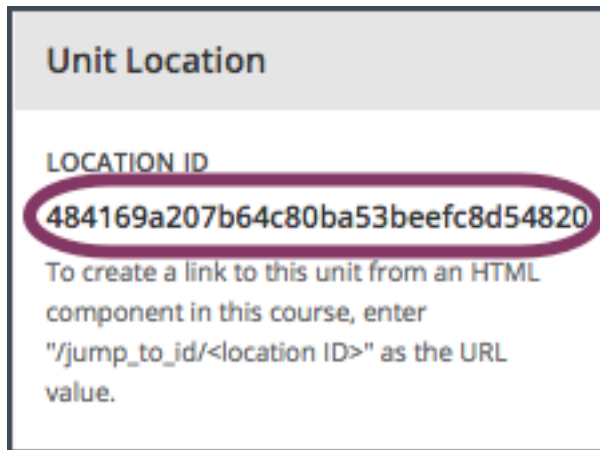 Unit Location
LOCATION ID
484169a207b64c80ba53beefc8d54820
To create a link to this unit from an HTML
component in this course, enter
"/jump_to_id/<location ID>" as the URL
value.